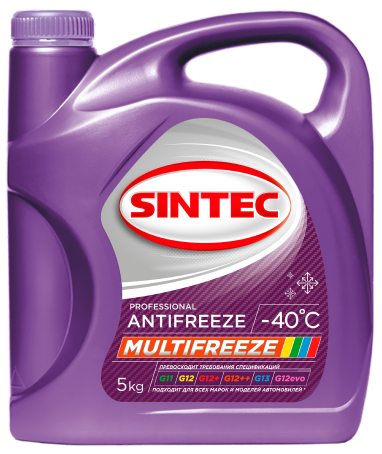 SINTEC
PROFESSIONAL
ANTIFREEZE -40°C
MULTIFREEZE
5kg
ПРЕВОСХОДИТ ТРЕБОВАНИЯ СПЕЦИФИКАЦИЙ
G11 G12 G12+ G12++ G13 G12evo
ПОДХОДИТ ДЛЯ ВСЕХ МАРОК И МОДЕЛЕЙ АВТОМОБИЛЕЙ*